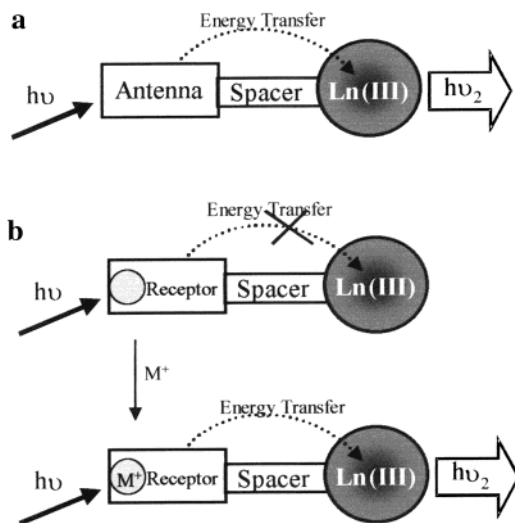 a
Energy Transfer
hυ Antenna Spacer Ln(III) hυ₂
b
Energy Transfer
hυ Receptor Spacer Ln(III)
M⁺
Energy Transfer
hυ M⁺ Receptor Spacer Ln(III) hυ₂